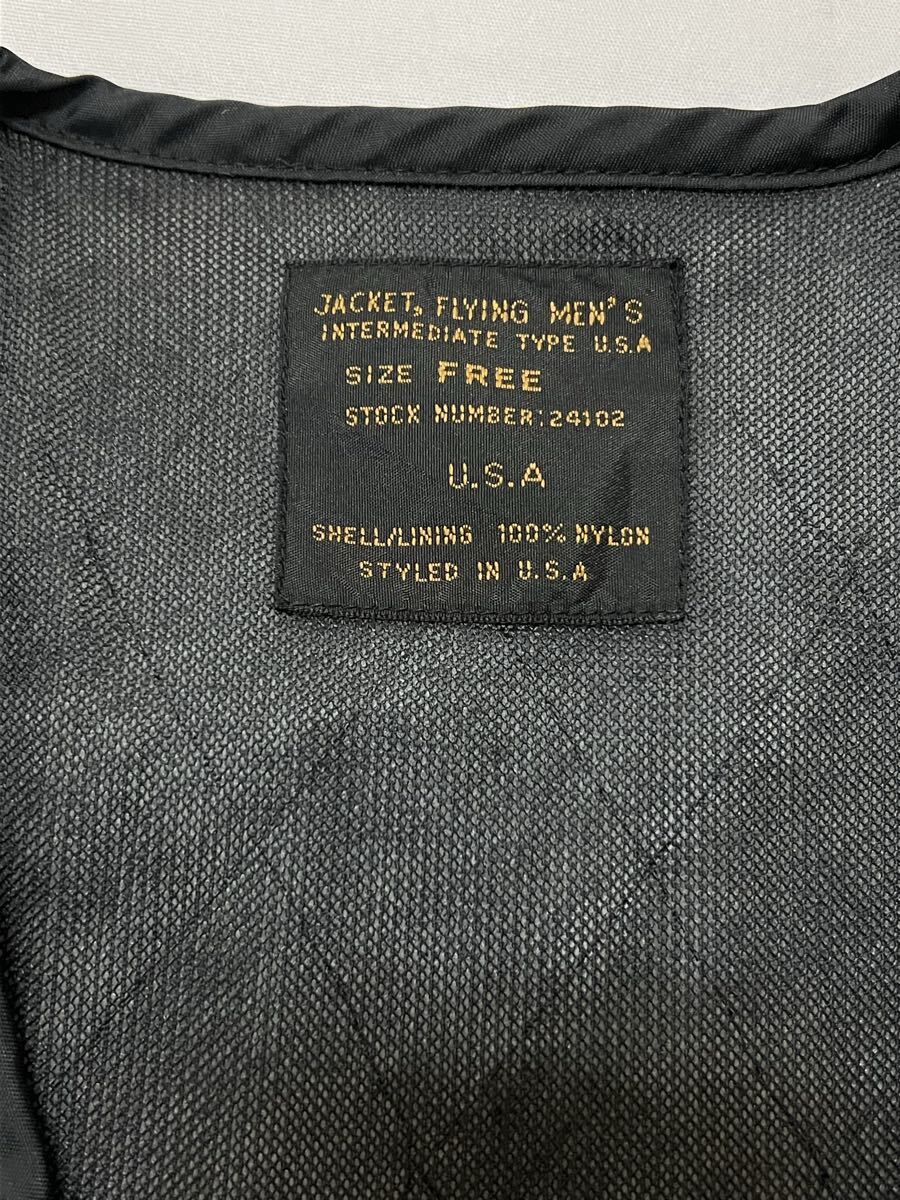 JACKET, FLYING MEN'S
INTERMEDIATE TYPE U.S.A
SIZE FREE
STOCK NUMBER:24102
U.S.A
SHELL/LINING 100% NYLON
STYLED IN U.S.A